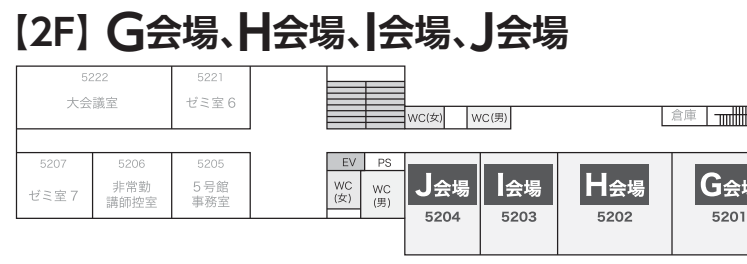 【2F】G会場、H会場、I会場、J会場
5222
大会議室
5221
ゼミ室 6
WC(女)
WC(男)
倉庫
5207
ゼミ室 7
5206
非常勤
講師控室
5205
5 号館
事務室
EV
PS
WC
(女)
WC
(男)
J会場
5204
I会場
5203
H会場
5202
G会場
5201